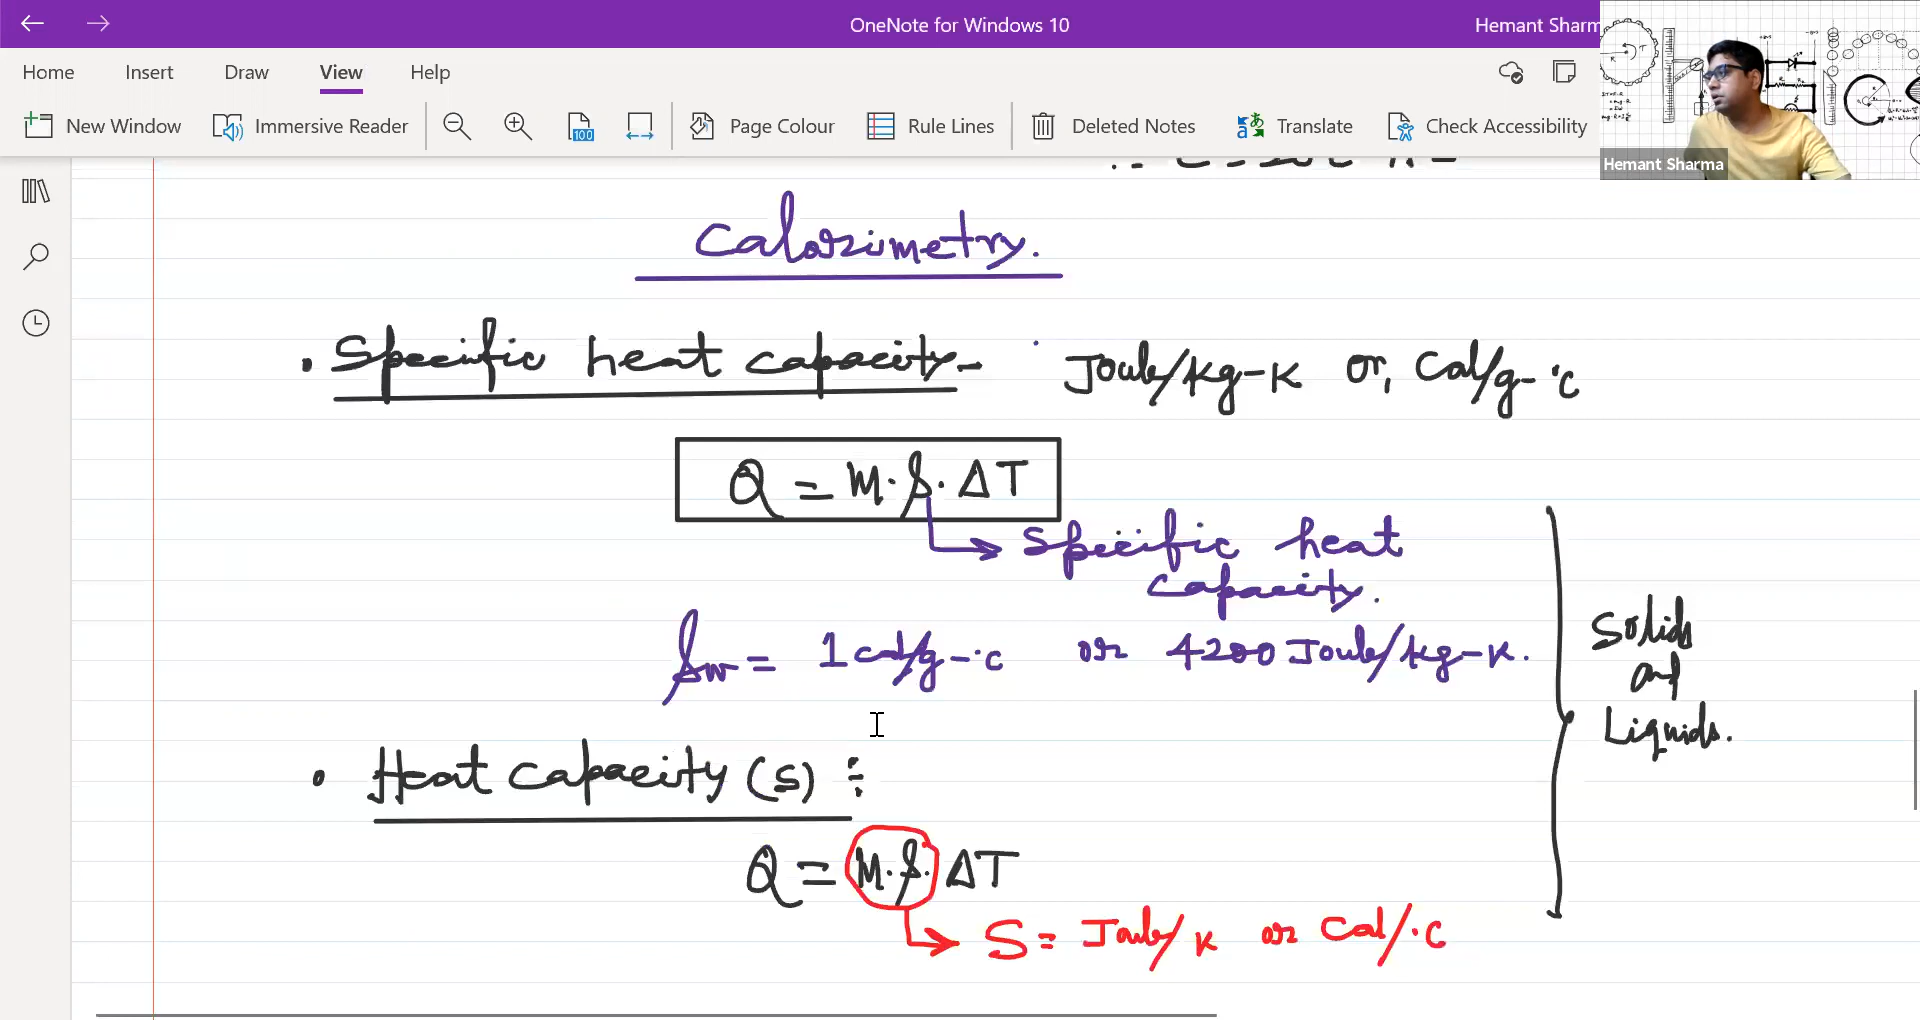 OneNote for Windows 10
Hemant Sharm
Home Insert Draw View Help
New Window Immersive Reader 100 Page Colour Rule Lines Deleted Notes Translate Check Accessibility
Hemant Sharma
Calorimetry.
• Specific heat capacity - Joule/kg-K or, Cal/g-°C
Q = M.s.ΔT
Specific heat
capacity.
Sw = 1 cal/g-°C or 4200 Joule/kg-K.
Solids
and
Liquids.
• Heat capacity (S) :-
Q = M.s.ΔT
S = Joule/K or Cal/°C